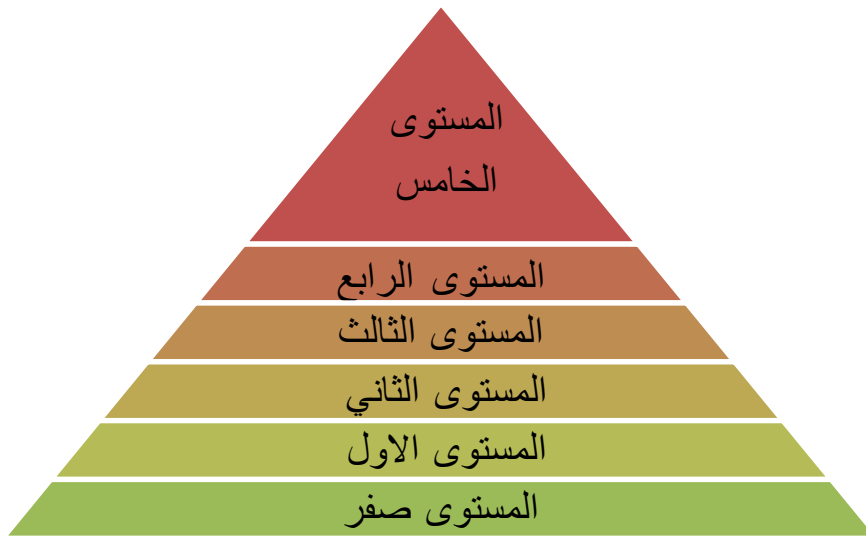 المستوى
الخامس
المستوى الرابع
المستوى الثالث
المستوى الثاني
المستوى الاول
المستوى صفر